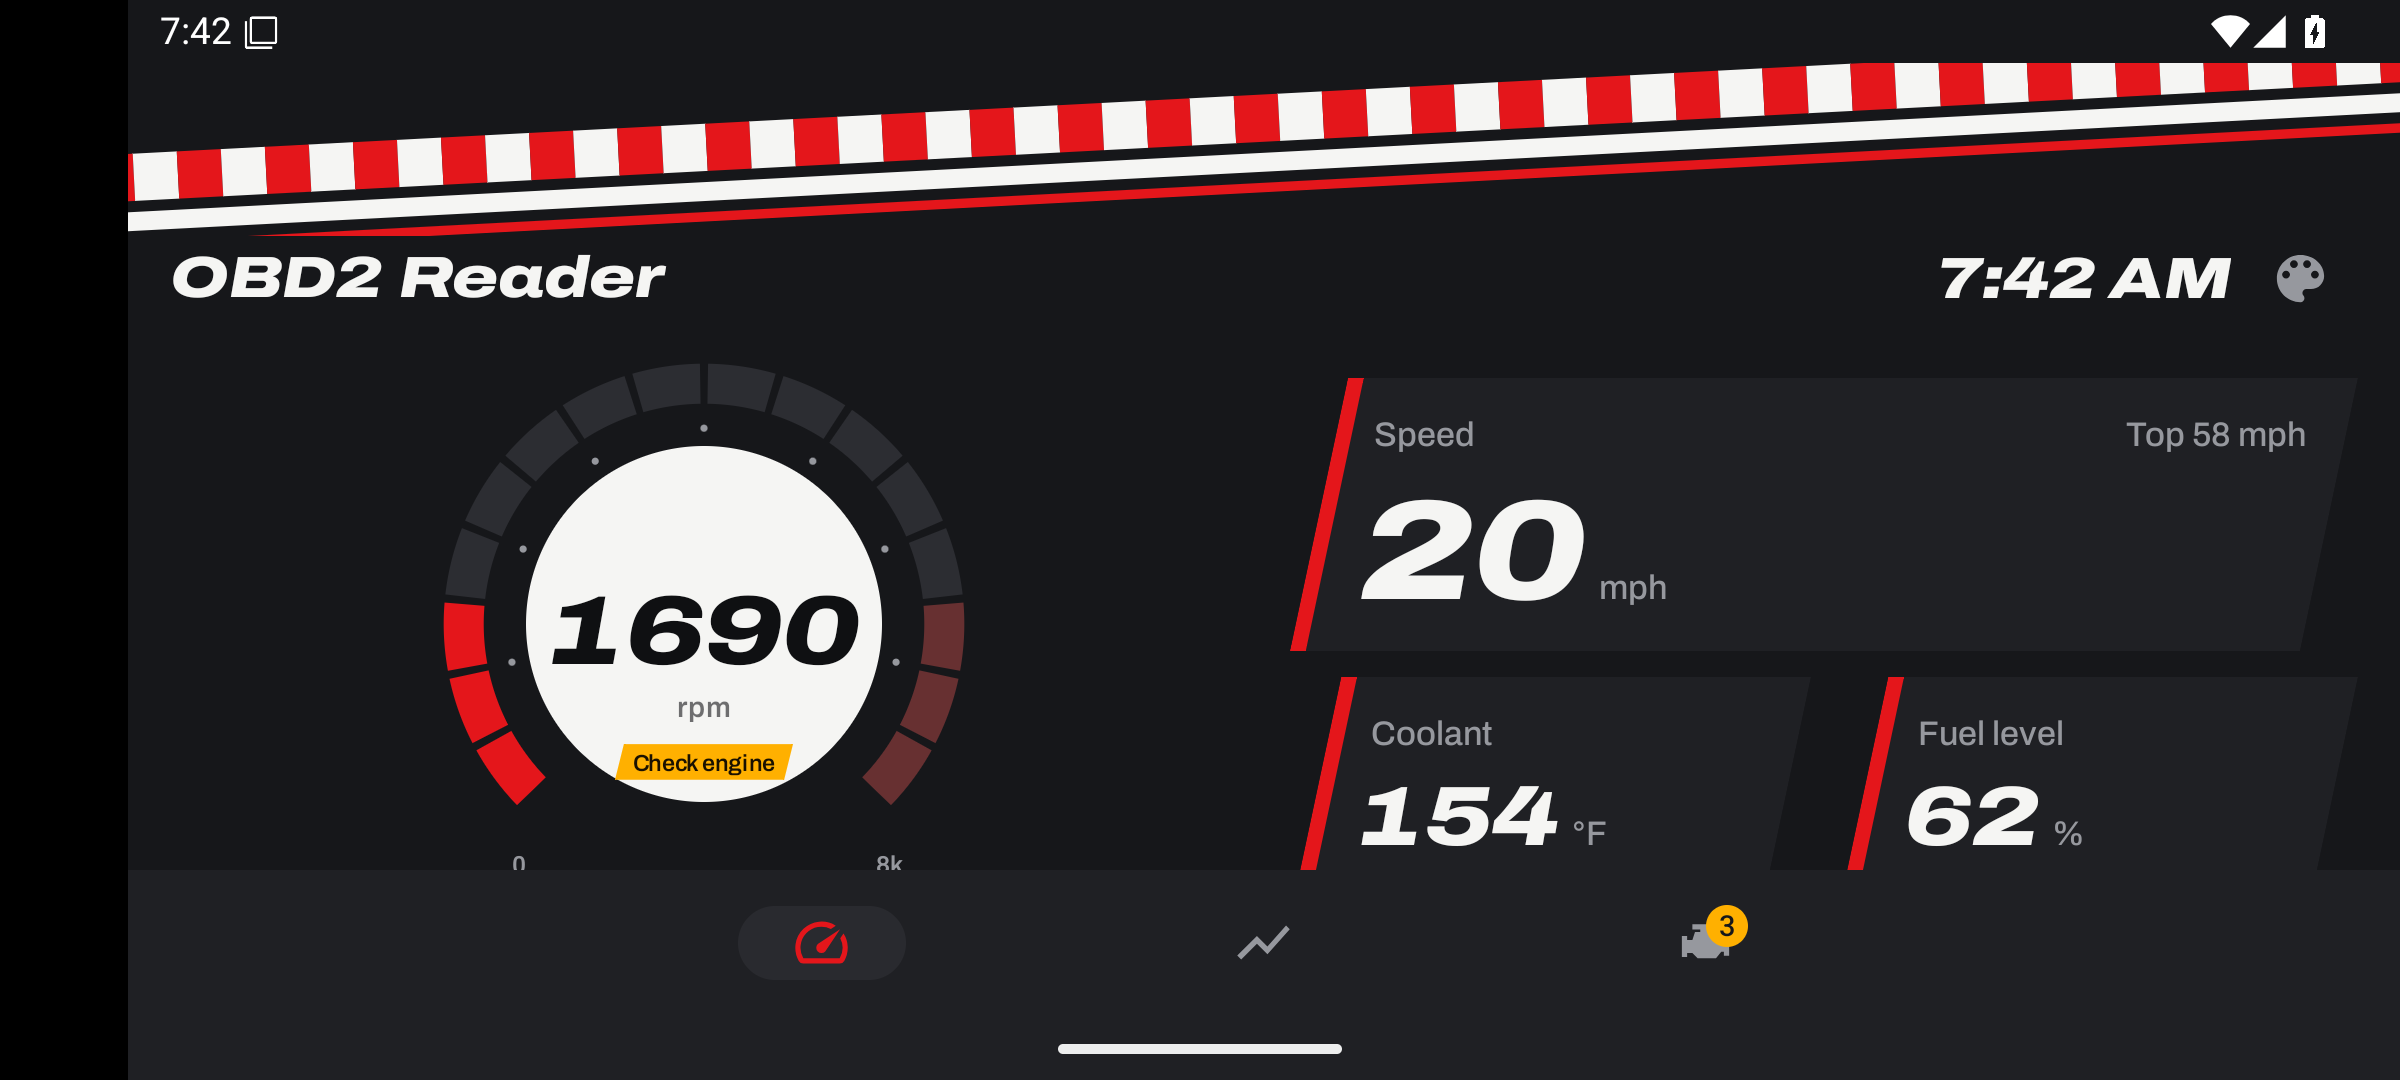 7:42
OBD2 Reader
7:42 AM
1690
rpm
Check engine
0
8k
Speed
Top 58 mph
20 mph
Coolant
154 °F
Fuel level
62 %
3